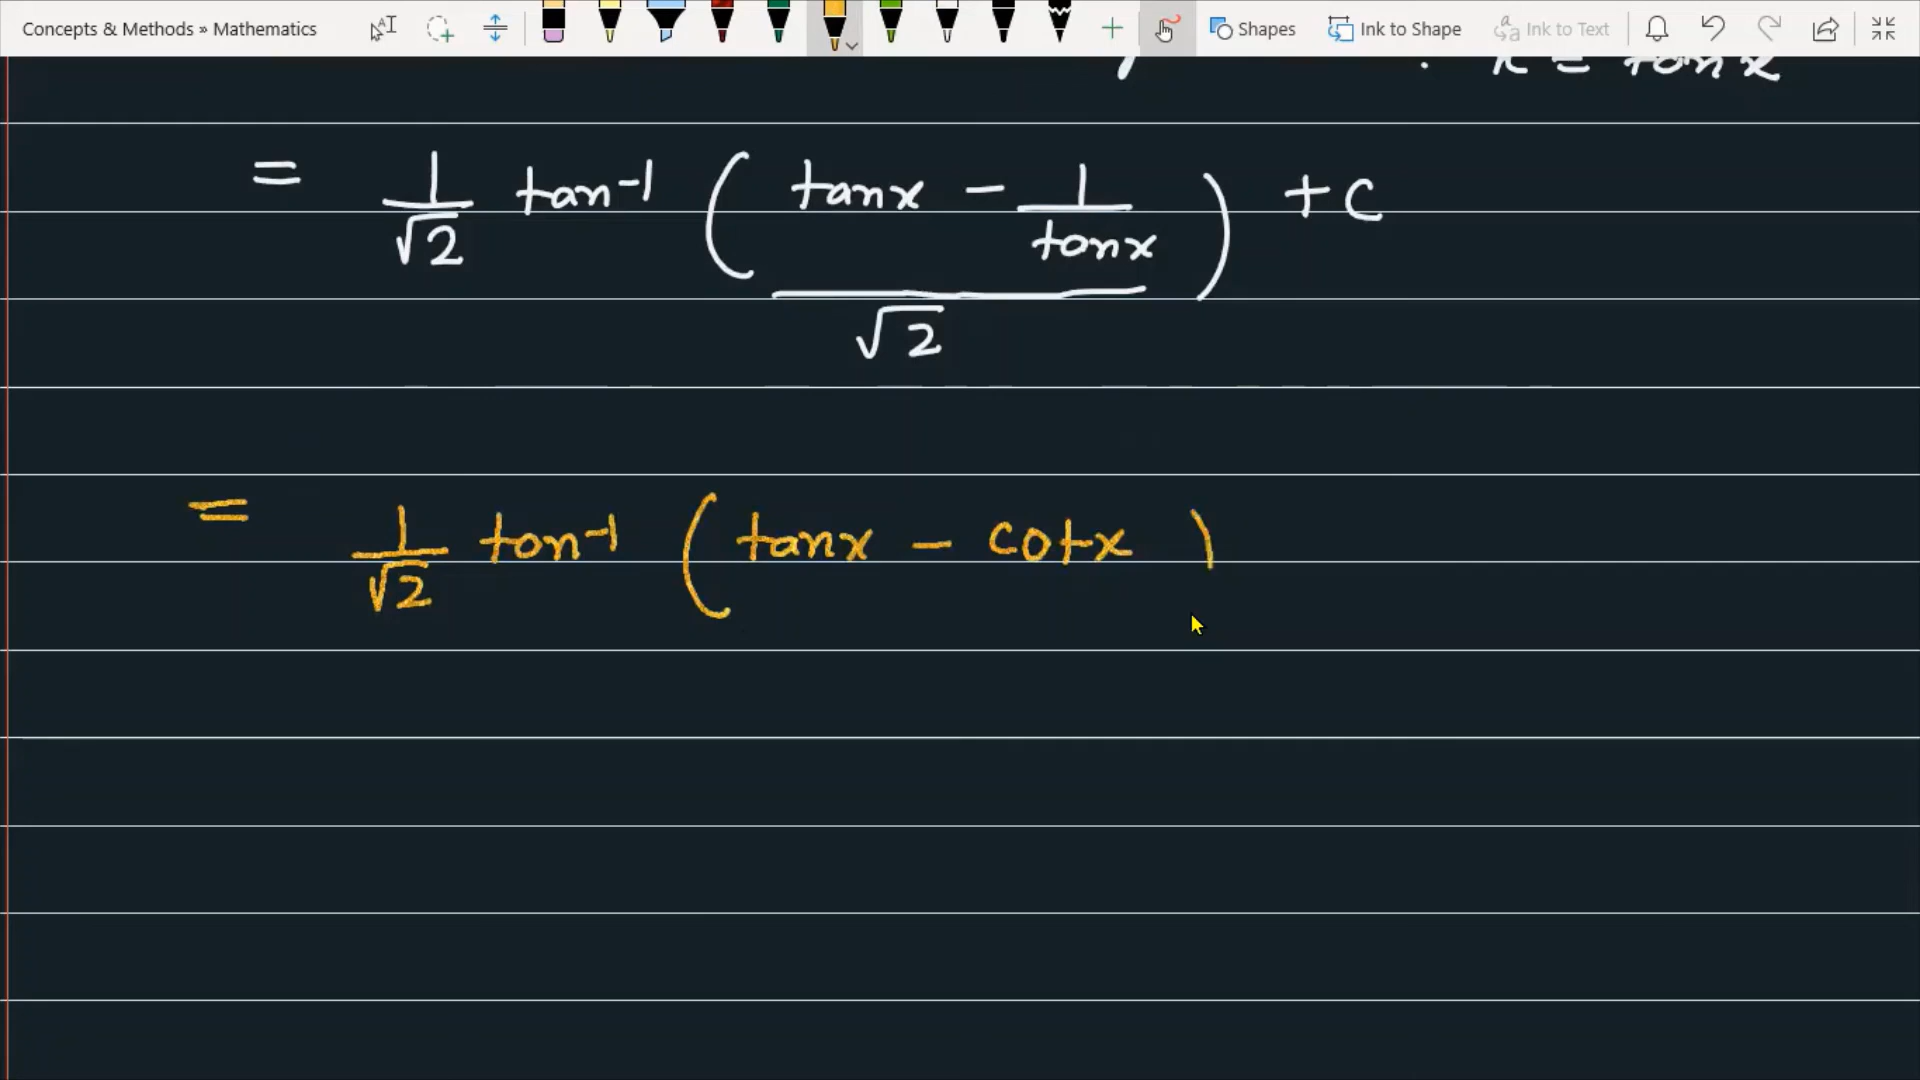 Concepts & Methods » Mathematics Shapes Ink to Shape Ink to Text
= tanx
= 1/√2 tan⁻¹ ( (tanx - 1/tanx) / √2 ) + c
= 1/√2 tan⁻¹ ( tanx - cotx )